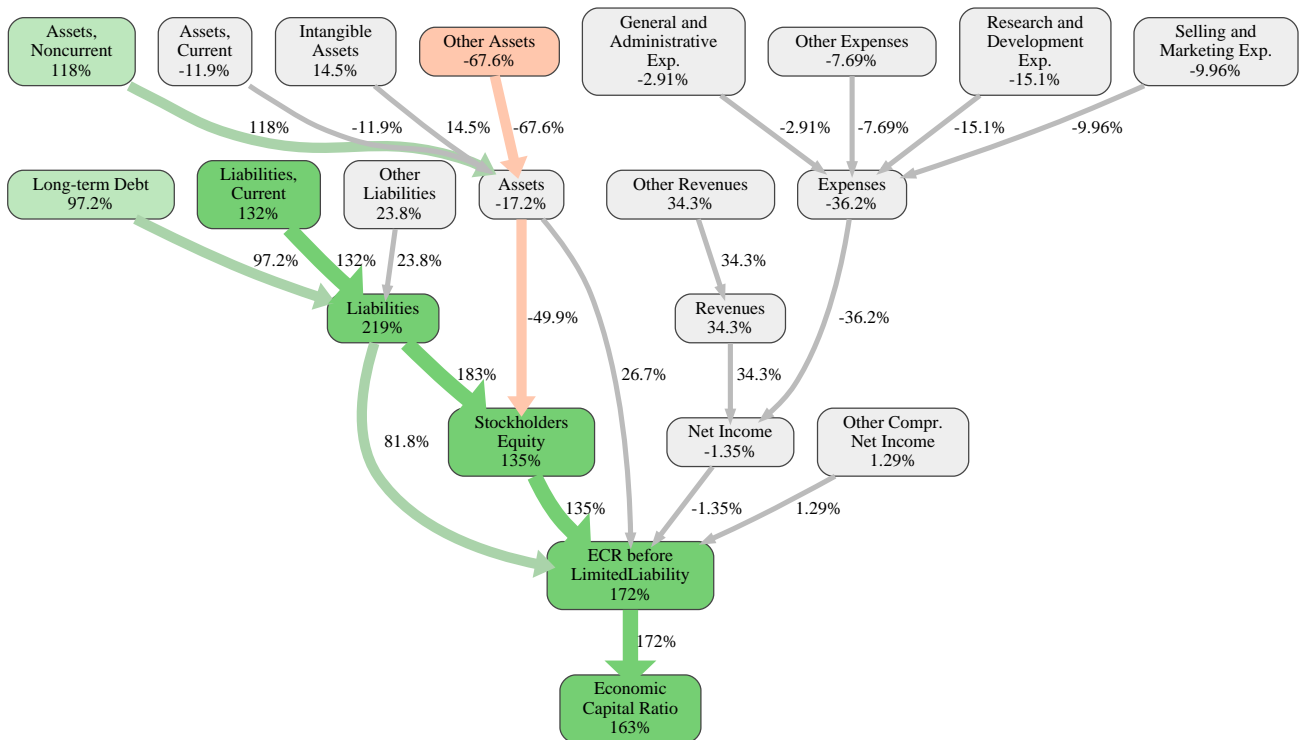 Assets,
Noncurrent
118%
Assets,
Current
-11.9%
Intangible
Assets
14.5%
Other Assets
-67.6%
General and
Administrative
Exp.
-2.91%
Other Expenses
-7.69%
Research and
Development
Exp.
-15.1%
Selling and
Marketing Exp.
-9.96%
118%
-11.9%
14.5%
-67.6%
-2.91%
-7.69%
-15.1%
-9.96%
Long-term Debt
97.2%
Liabilities,
Current
132%
Other
Liabilities
23.8%
Assets
-17.2%
Other Revenues
34.3%
Expenses
-36.2%
97.2%
132%
23.8%
34.3%
Liabilities
219%
-49.9%
Revenues
34.3%
-36.2%
183%
26.7%
34.3%
81.8%
Stockholders
Equity
135%
Net Income
-1.35%
Other Compr.
Net Income
1.29%
135%
-1.35%
1.29%
ECR before
LimitedLiability
172%
172%
Economic
Capital Ratio
163%